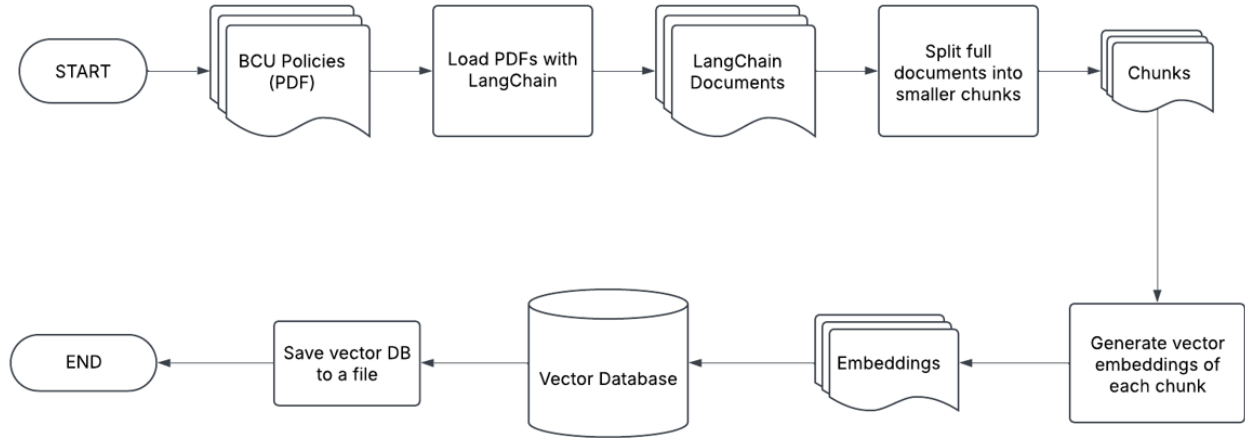 START
BCU Policies
(PDF)
Load PDFs with
LangChain
LangChain
Documents
Split full
documents into
smaller chunks
Chunks
Generate vector
embeddings of
each chunk
Embeddings
Vector Database
Save vector DB
to a file
END